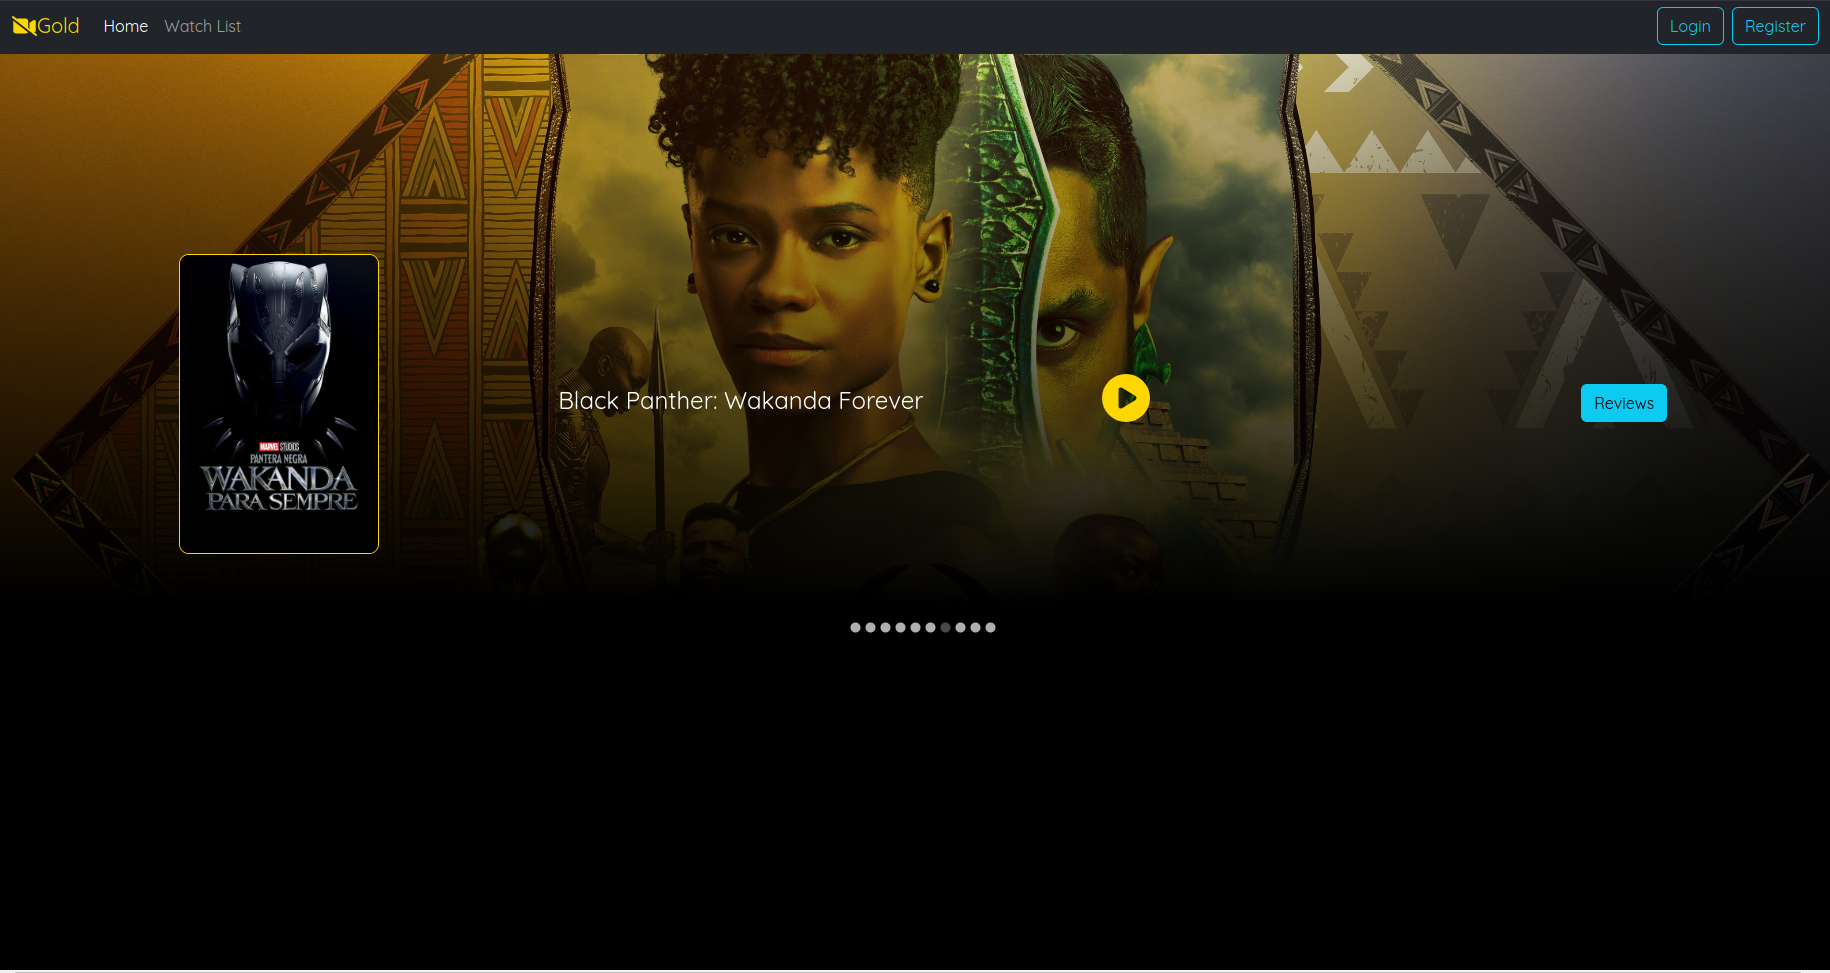 Gold
Home
Watch List
Login
Register
MARVEL STUDIOS
PANTERA NEGRA
WAKANDA
PARA SEMPRE
Black Panther: Wakanda Forever
Reviews